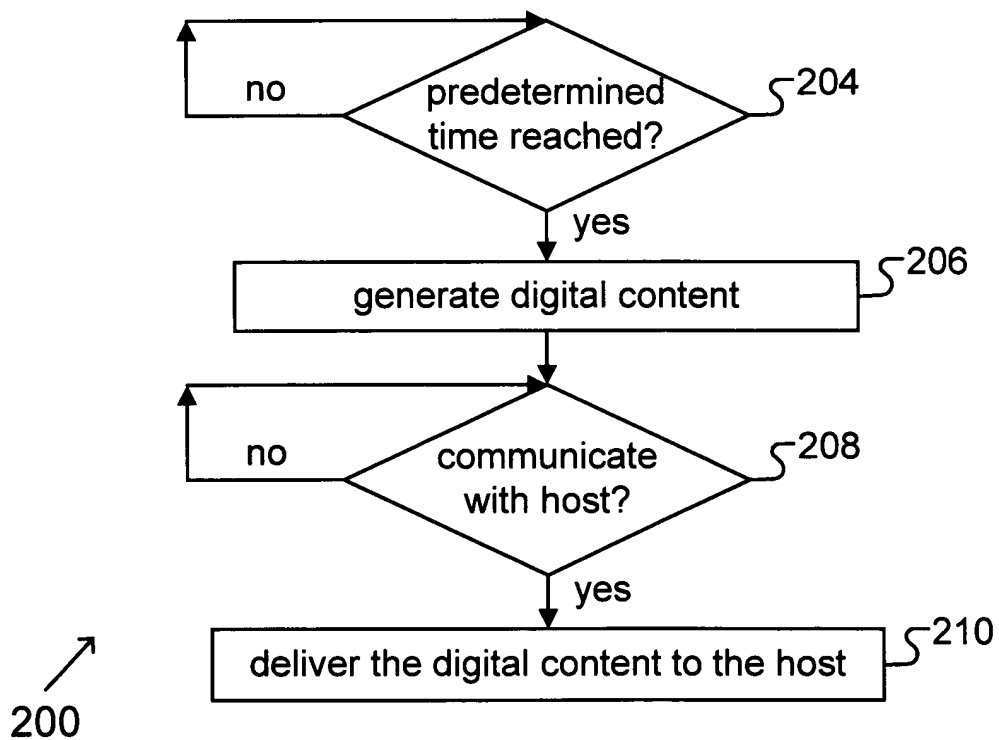 predetermined
time reached?
204
no
yes
generate digital content
206
communicate
with host?
208
no
yes
deliver the digital content to the host
210
200